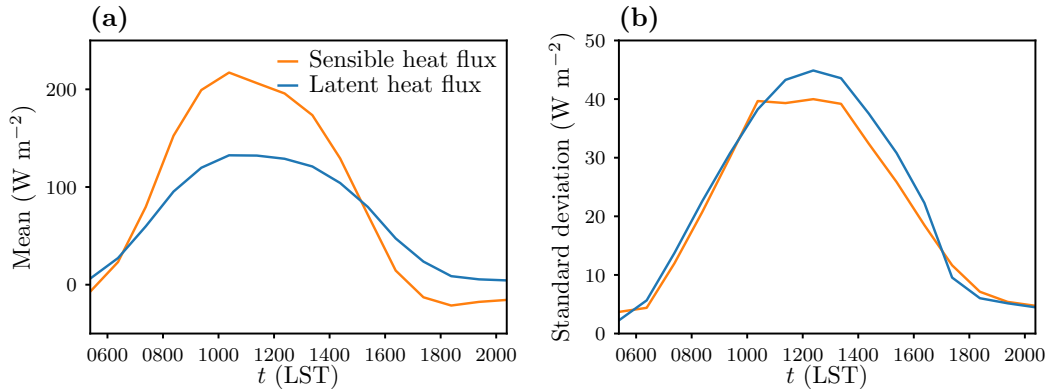 (a)
Mean (W m⁻²)
200
100
0
Sensible heat flux
Latent heat flux
0600 0800 1000 1200 1400 1600 1800 2000
t (LST)
(b)
Standard deviation (W m⁻²)
50
40
30
20
10
0
0600 0800 1000 1200 1400 1600 1800 2000
t (LST)